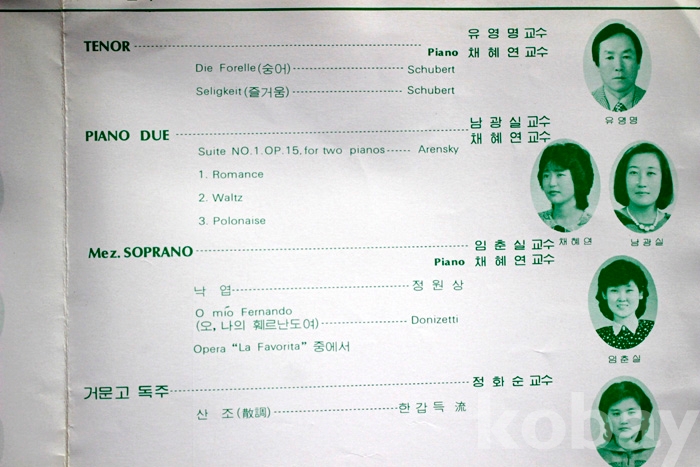 TENOR 유영명 교수
Piano 채혜연 교수
Die Forelle(숭어) Schubert
Seligkeit(즐거움) Schubert
유영명
PIANO DUE 남광실 교수
채혜연 교수
Suite NO.1.OP.15.for two pianos Arensky
1. Romance
2. Waltz
3. Polonaise
채혜연 남광실
Mez. SOPRANO 임춘실 교수
Piano 채혜연 교수
낙 엽 정원상
O mio Fernando
(오, 나의 훼르난도여) Donizetti
Opera "La Favorita" 중에서
임춘실
거문고 독주 정화순 교수
산 조(散調) 한갑득 流
kobay